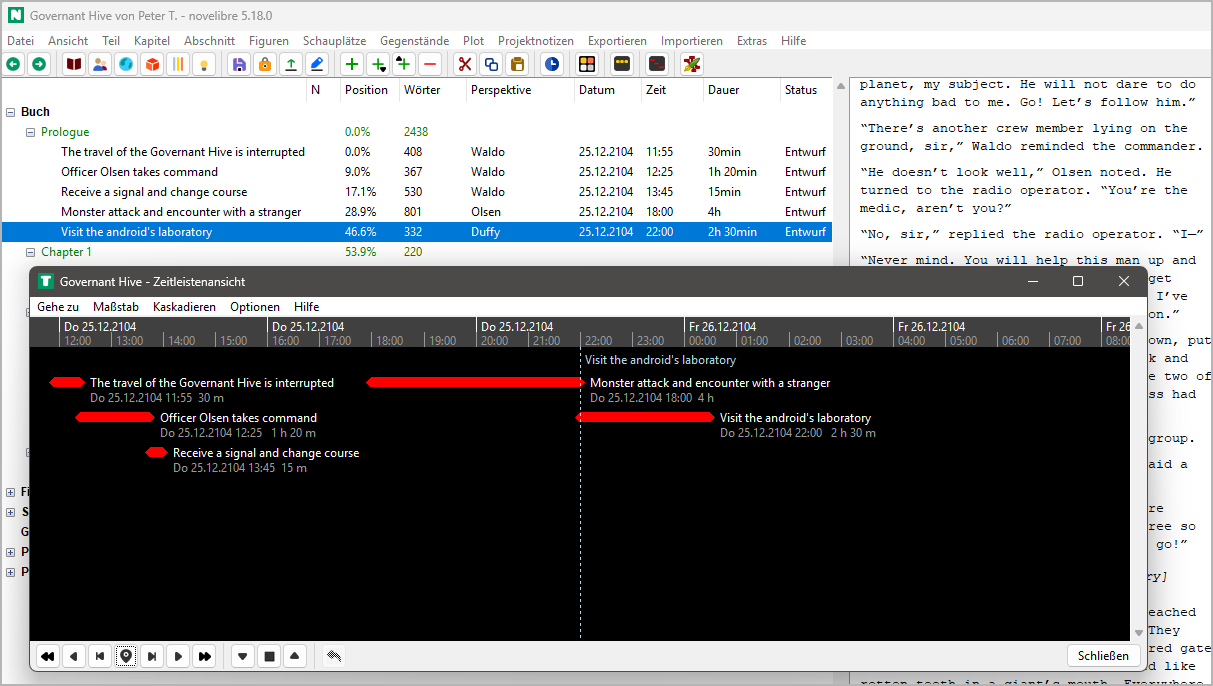 Governant Hive von Peter T. - novelibre 5.18.0
Datei Ansicht Teil Kapitel Abschnitt Figuren Schauplätze Gegenstände Plot Projektnotizen Exportieren Importieren Extras Hilfe
N Position Wörter Perspektive Datum Zeit Dauer Status
Buch
Prologue 0.0% 2438
The travel of the Governant Hive is interrupted 0.0% 408 Waldo 25.12.2104 11:55 30min Entwurf
Officer Olsen takes command 9.0% 367 Waldo 25.12.2104 12:25 1h 20min Entwurf
Receive a signal and change course 17.1% 530 Waldo 25.12.2104 13:45 15min Entwurf
Monster attack and encounter with a stranger 28.9% 801 Olsen 25.12.2104 18:00 4h Entwurf
Visit the android's laboratory 46.6% 332 Duffy 25.12.2104 22:00 2h 30min Entwurf
Chapter 1 53.9% 220
planet, my subject. He will not dare to do
anything bad to me. Go! Let’s follow him.”
“There’s another crew member lying on the
ground, sir,” Waldo reminded the commander.
“He doesn’t look well,” Olsen noted. He
turned to the radio operator. “You’re the
medic, aren’t you?”
“No, sir,” replied the radio operator. “I—”
“Never mind. You will help this man up and
get
I’ve
on.”
own, put
k and
e two of
ss had
group.
aid a
re
ree so
go!”
ry]
eached
They
red gate
d like
rotten teeth in a giant’s mouth. Everywhere
Governant Hive - Zeitleistenansicht
Gehe zu Maßstab Kaskadieren Optionen Hilfe
Do 25.12.2104 Do 25.12.2104 Do 25.12.2104 Fr 26.12.2104 Fr 26.12.2104 Fr 26
12:00 13:00 14:00 15:00 16:00 17:00 18:00 19:00 20:00 21:00 22:00 23:00 00:00 01:00 02:00 03:00 04:00 05:00 06:00 07:00 08:00
Visit the android's laboratory
The travel of the Governant Hive is interrupted
Do 25.12.2104 11:55 30 m
Monster attack and encounter with a stranger
Do 25.12.2104 18:00 4 h
Officer Olsen takes command
Do 25.12.2104 12:25 1 h 20 m
Visit the android's laboratory
Do 25.12.2104 22:00 2 h 30 m
Receive a signal and change course
Do 25.12.2104 13:45 15 m
Fi
S
G
P
P
Schließen